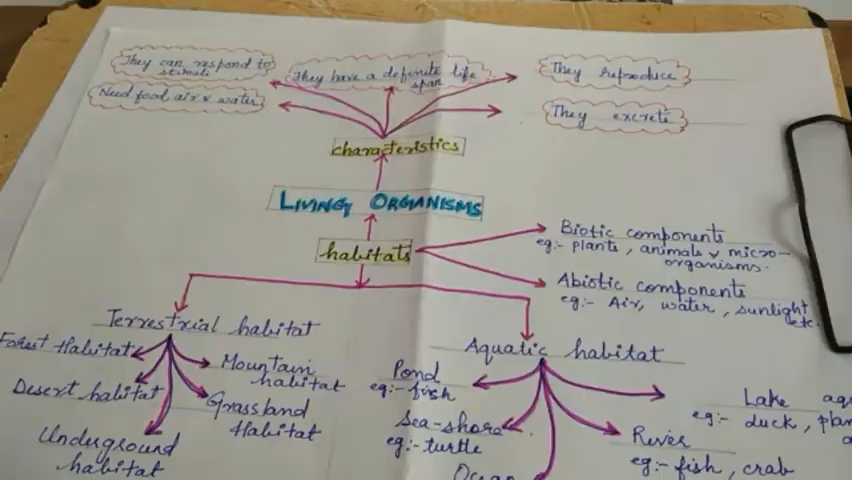 They can respond to
stimuli
They have a definite life
span
They reproduce
Need food, air & water
They excrete
characteristics
LIVING ORGANISMS
habitats
Biotic components
eg:- plants, animals & micro-
organisms.
Abiotic components
eg:- Air, water, sunlight
etc.
Terrestrial habitat
Forest Habitat
Mountain
habitat
Desert habitat
Grassland
Habitat
Underground
habitat
Aquatic habitat
Pond
eg:- fish
Lake
eg:- duck,
Sea-shore
eg:- turtle
River
eg:- fish, crab
Ocean